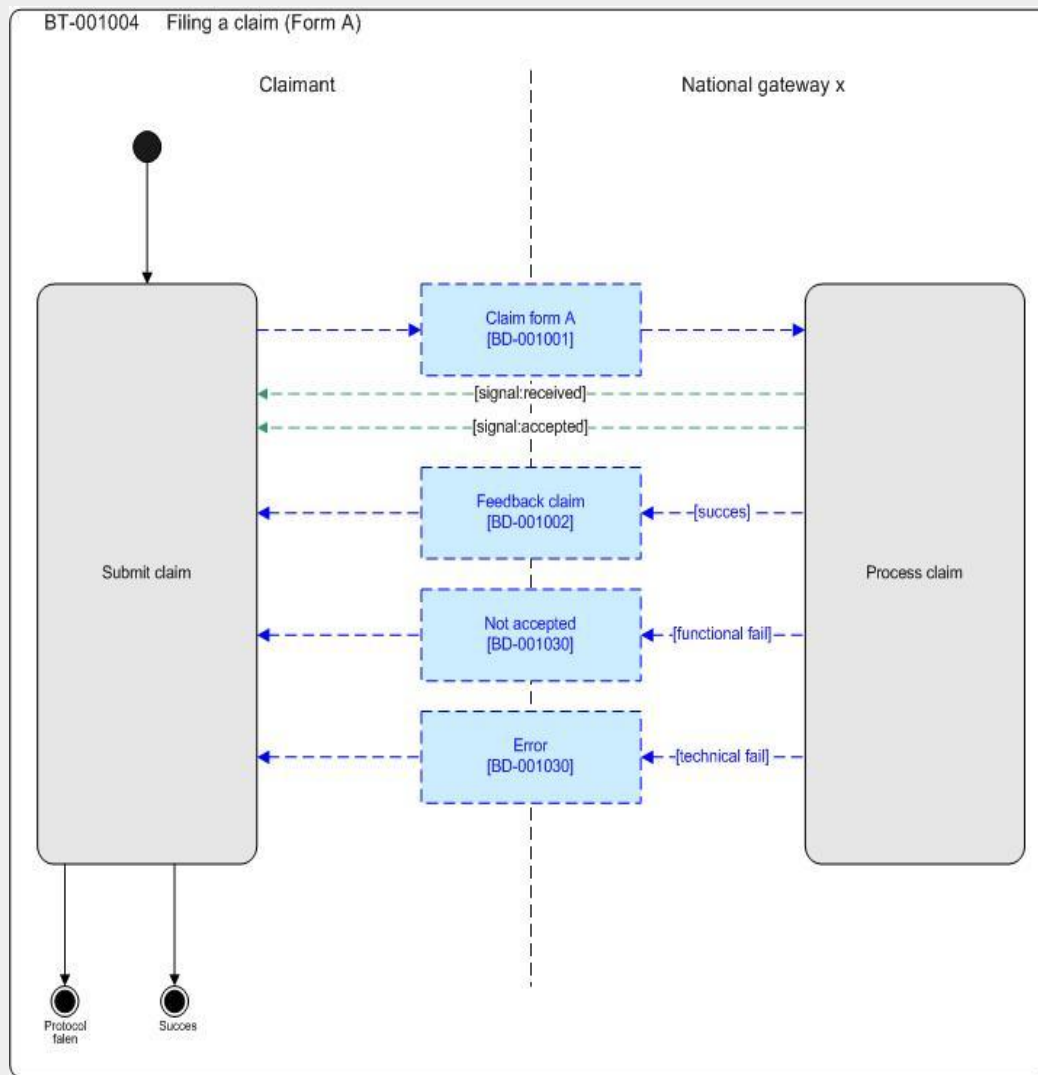 BT-001004 Filing a claim (Form A)
Claimant
National gateway x
Claim form A
[BD-001001]
[signal:received]
[signal:accepted]
Feedback claim
[BD-001002]
[succes]
Submit claim
Process claim
Not accepted
[BD-001030]
[functional fail]
Error
[BD-001030]
[technical fail]
Protocol
falen
Succes